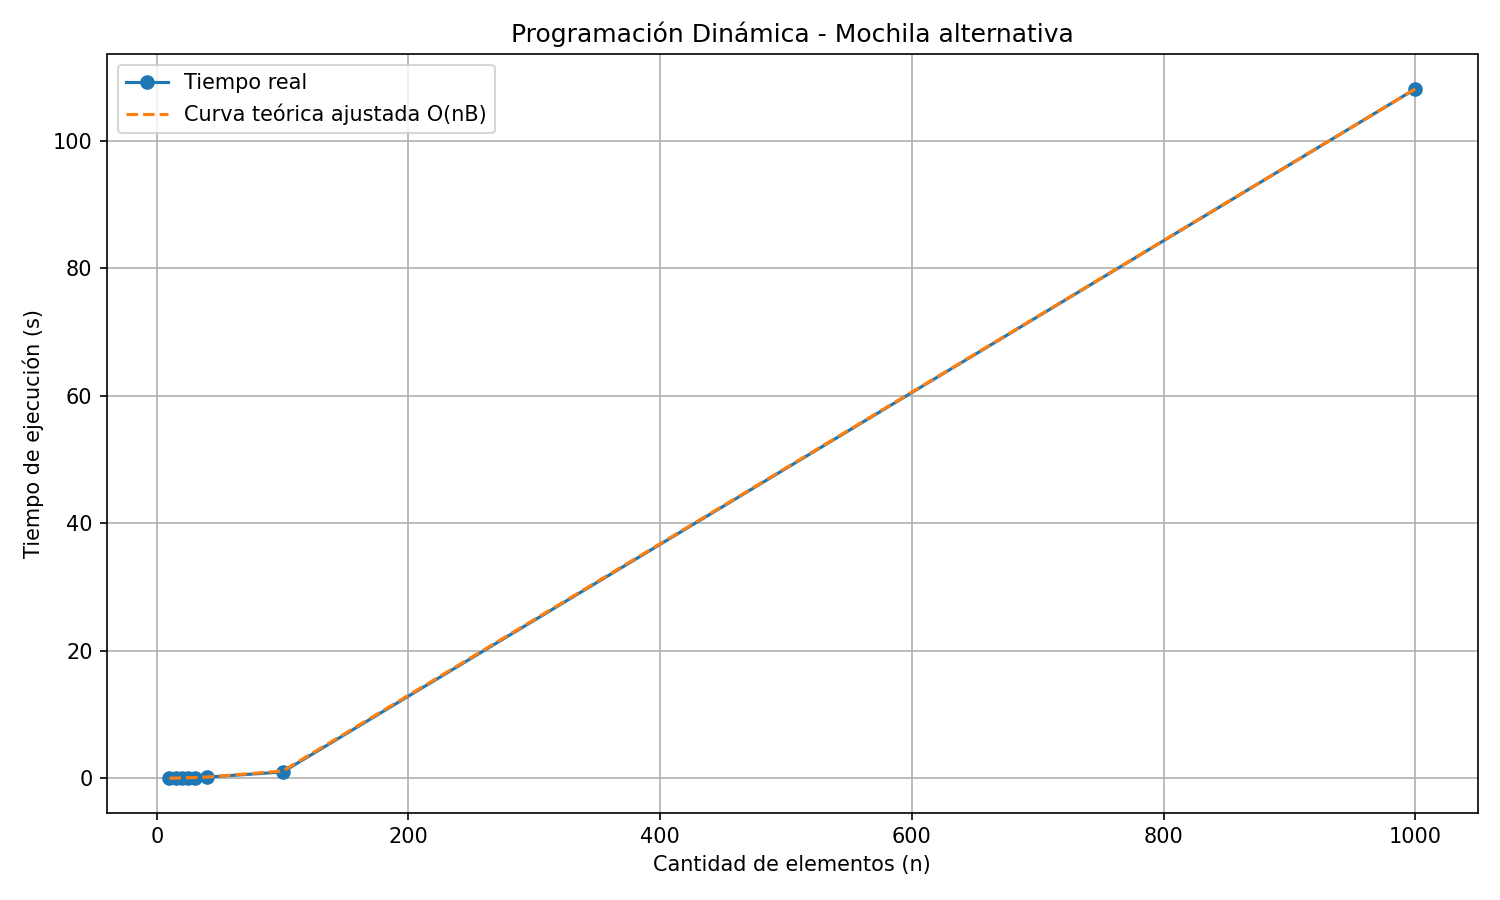 Programación Dinámica - Mochila alternativa
Tiempo real
Curva teórica ajustada O(nB)
Tiempo de ejecución (s)
100
80
60
40
20
0
0 200 400 600 800 1000
Cantidad de elementos (n)